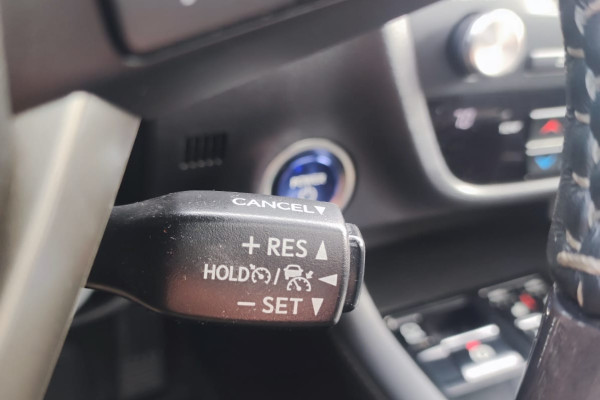 CANCEL▼
+ RES ▲
HOLD / ◄
− SET ▼